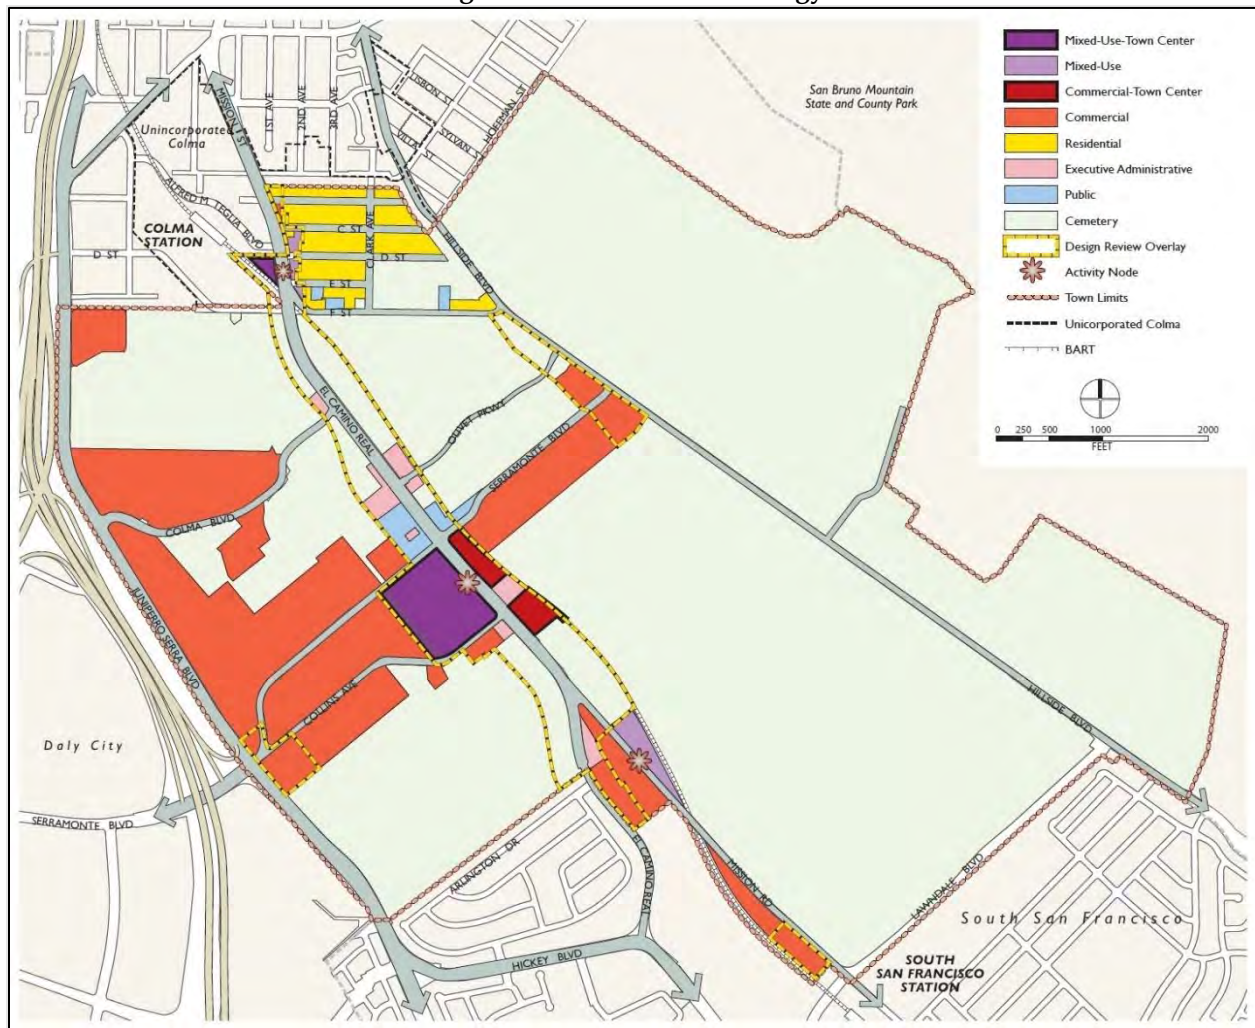 Mixed-Use-Town Center
Mixed-Use
Commercial-Town Center
Commercial
Residential
Executive Administrative
Public
Cemetery
Design Review Overlay
Activity Node
Town Limits
Unicorporated Colma
BART
0 250 500 1000 2000
FEET
San Bruno Mountain
State and County Park
LISBON ST
HOFFMAN ST
SYLVAN ST
VILLA ST
1ST AVE
2ND AVE
3RD AVE
MISSION ST
Unincorporated
Colma
ALFRED M. TEGLIA BLVD
COLMA
STATION
D ST
C ST
CLARK AVE
D ST
E ST
F ST
HILLSIDE BLVD
EL CAMINO REAL
OLIVET PKWY
SERRAMONTE BLVD
COLMA BLVD
JUNIPERRO SERRA BLVD
COLLINS AVE
Daly City
SERRAMONTE BLVD
HILLSIDE BLVD
ARLINGTON DR
EL CAMINO REAL
MISSION RD
LAWNDALE BLVD
South San Francisco
HICKEY BLVD
SOUTH
SAN FRANCISCO
STATION